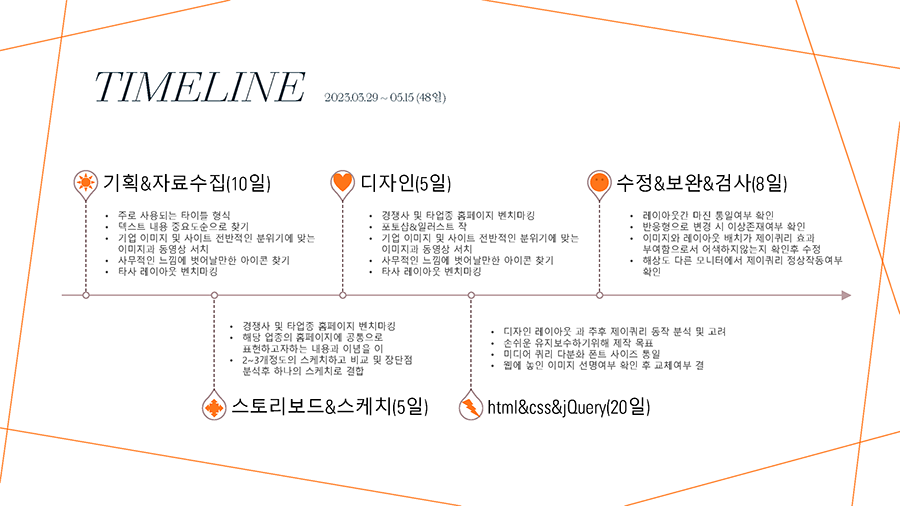 TIMELINE
2023.03.29 ~ 05.15 (48일)
기획&자료수집(10일)
• 주로 사용되는 타이틀 형식
• 덱스트 내용 중요도순으로 찾기
• 기업 이미지 및 사이트 전반적인 분위기에 맞는
이미지과 동영상 서치
• 사무적인 느낌에 벗어날만한 아이콘 찾기
• 타사 레이아웃 벤치마킹
디자인(5일)
• 경쟁사 및 타업종 홈페이지 벤치마킹
• 포토샵&일러스트 작
• 기업 이미지 및 사이트 전반적인 분위기에 맞는
이미지과 동영상 서치
• 사무적인 느낌에 벗어날만한 아이콘 찾기
• 타사 레이아웃 벤치마킹
수정&보완&검사(8일)
• 레이아웃간 마진 통일여부 확인
• 반응형으로 변경 시 이상존재여부 확인
• 이미지와 레이아웃 배치가 제이쿼리 효과
부여함으로서 어색하지않는지 확인후 수정
• 해상도 다른 모니터에서 제이쿼리 정상작동여부
확인
• 경쟁사 및 타업종 홈페이지 벤치마킹
• 해당 업종의 홈페이지에 공통으로
표현하고자하는 내용과 이념을 이
• 2~3개정도의 스케치하고 비교 및 장단점
분석후 하나의 스케치로 결합
스토리보드&스케치(5일)
• 디자인 레이아웃 과 추후 제이쿼리 동작 분석 및 고려
• 손쉬운 유지보수하기위해 제작 목표
• 미디어 쿼리 다분화 폰트 사이즈 통일
• 웹에 놓인 이미지 선명여부 확인 후 교체여부 결
html&css&jQuery(20일)